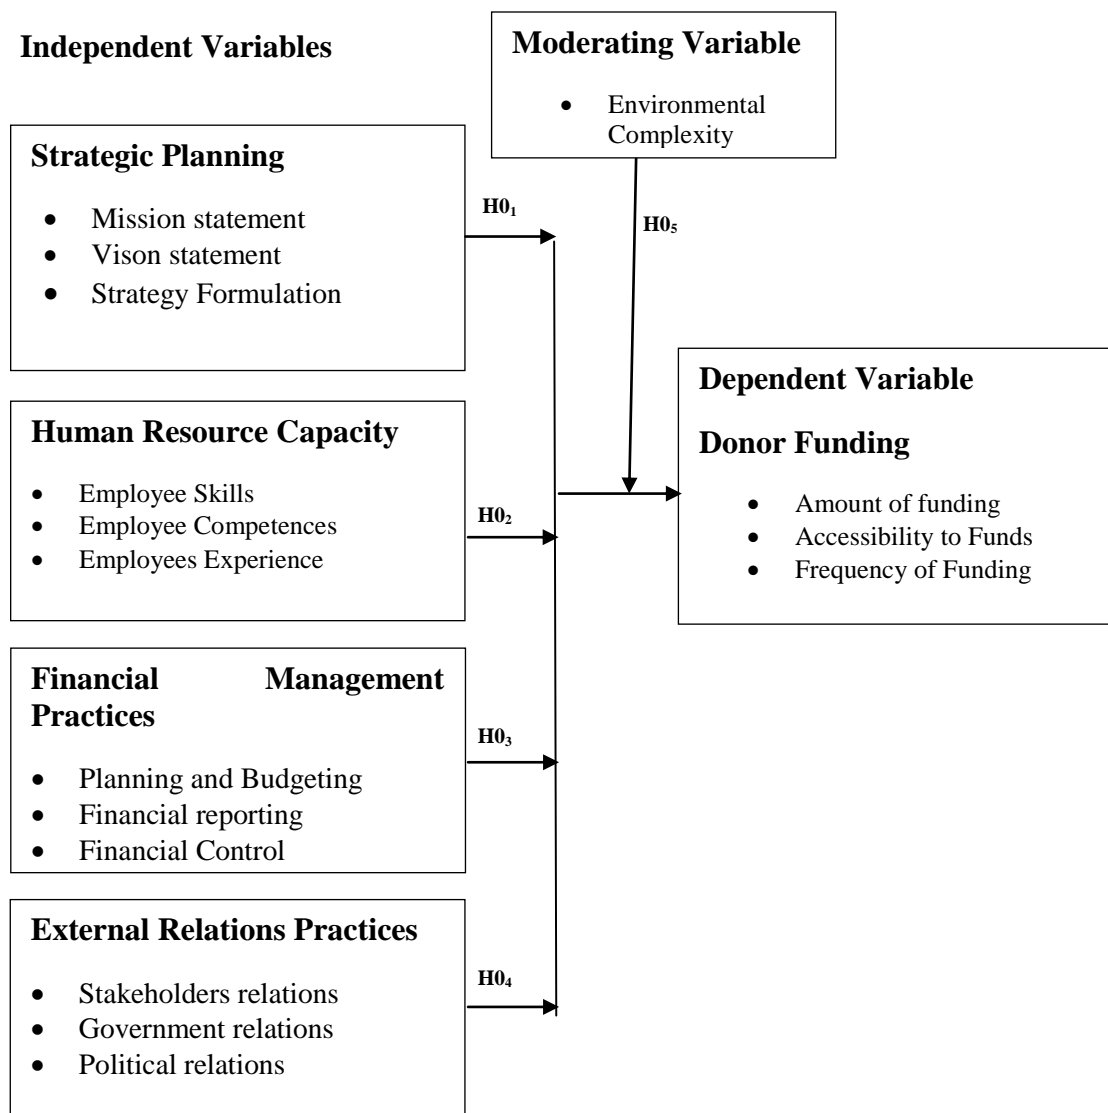 Independent Variables
Moderating Variable
• Environmental
Complexity
Strategic Planning
• Mission statement
• Vison statement
• Strategy Formulation
H0₁
H0₅
Human Resource Capacity
• Employee Skills
• Employee Competences
• Employees Experience
H0₂
Dependent Variable
Donor Funding
• Amount of funding
• Accessibility to Funds
• Frequency of Funding
Financial Management
Practices
• Planning and Budgeting
• Financial reporting
• Financial Control
H0₃
External Relations Practices
• Stakeholders relations
• Government relations
• Political relations
H0₄